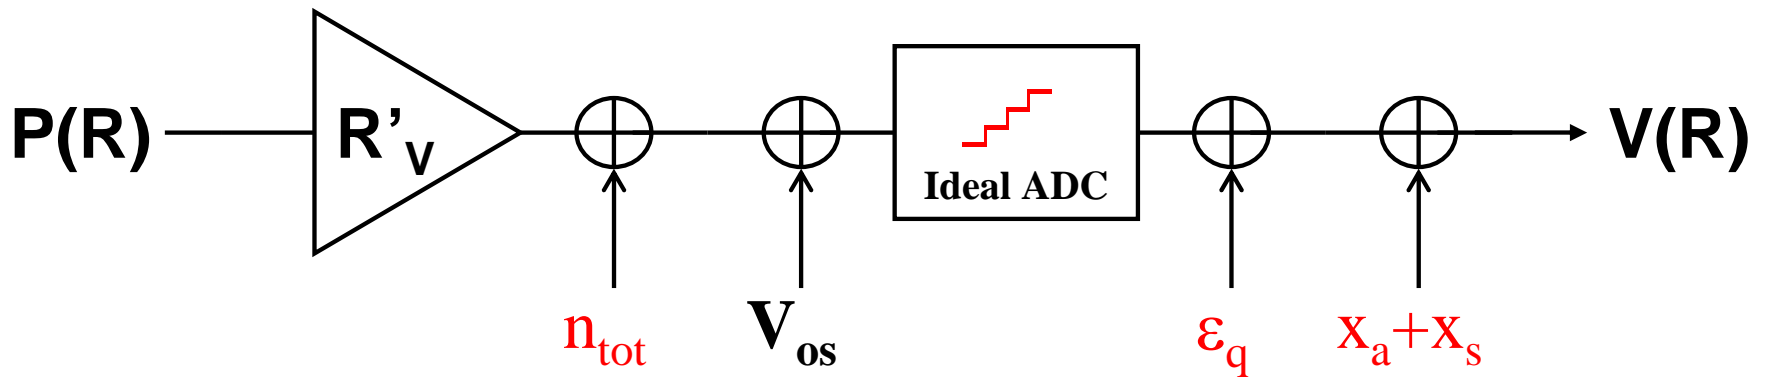 P(R)
R'V
Ideal ADC
V(R)
ntot
Vos
εq
xa+xs